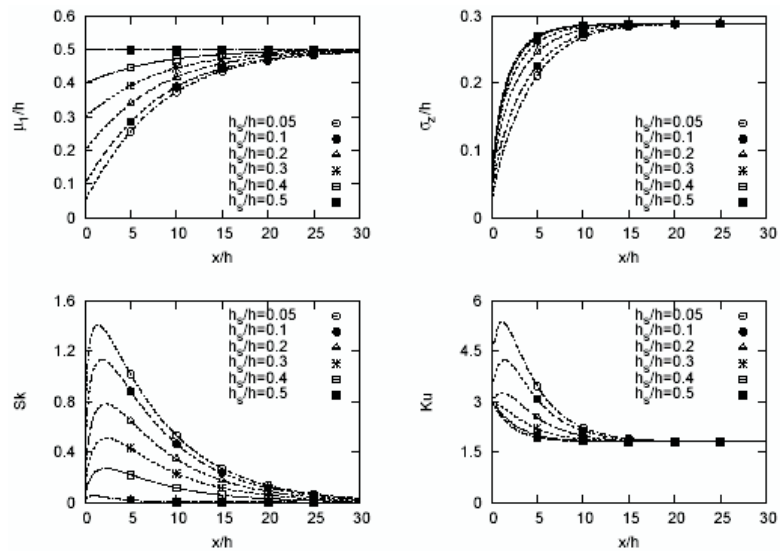 0.6
0.5
0.4
0.3
0.2
0.1
0
μ1/h
hs/h=0.05
hs/h=0.1
hs/h=0.2
hs/h=0.3
hs/h=0.4
hs/h=0.5
0 5 10 15 20 25 30
x/h
0.3
0.2
0.1
0
σz/h
hs/h=0.05
hs/h=0.1
hs/h=0.2
hs/h=0.3
hs/h=0.4
hs/h=0.5
0 5 10 15 20 25 30
x/h
1.6
1.2
0.8
0.4
0
Sk
hs/h=0.05
hs/h=0.1
hs/h=0.2
hs/h=0.3
hs/h=0.4
hs/h=0.5
0 5 10 15 20 25 30
x/h
6
4.5
3
1.5
0
Ku
hs/h=0.05
hs/h=0.1
hs/h=0.2
hs/h=0.3
hs/h=0.4
hs/h=0.5
0 5 10 15 20 25 30
x/h